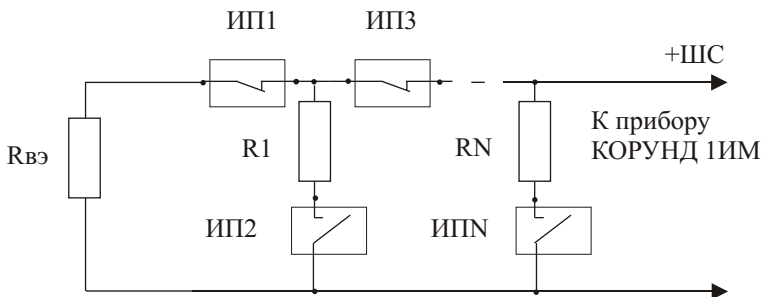 ИП1
ИП3
+ШС
Rвэ
R1
RN
К прибору
КОРУНД 1ИМ
ИП2
ИПN